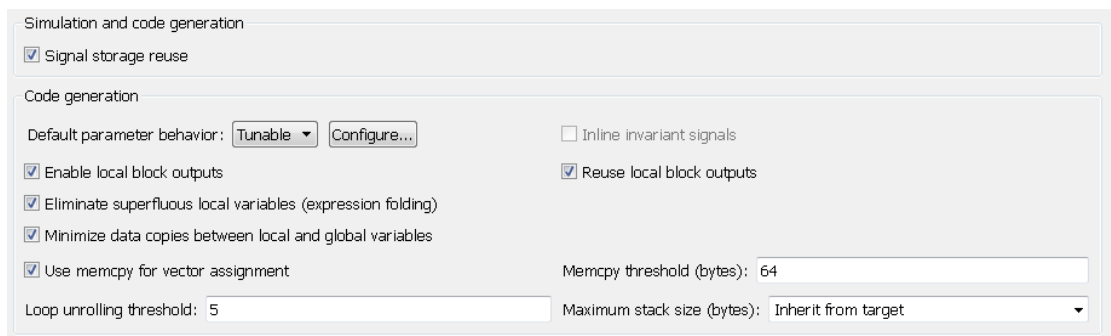 Simulation and code generation
Signal storage reuse
Code generation
Default parameter behavior: Tunable Configure... Inline invariant signals
Enable local block outputs Reuse local block outputs
Eliminate superfluous local variables (expression folding)
Minimize data copies between local and global variables
Use memcpy for vector assignment Memcpy threshold (bytes): 64
Loop unrolling threshold: 5 Maximum stack size (bytes): Inherit from target